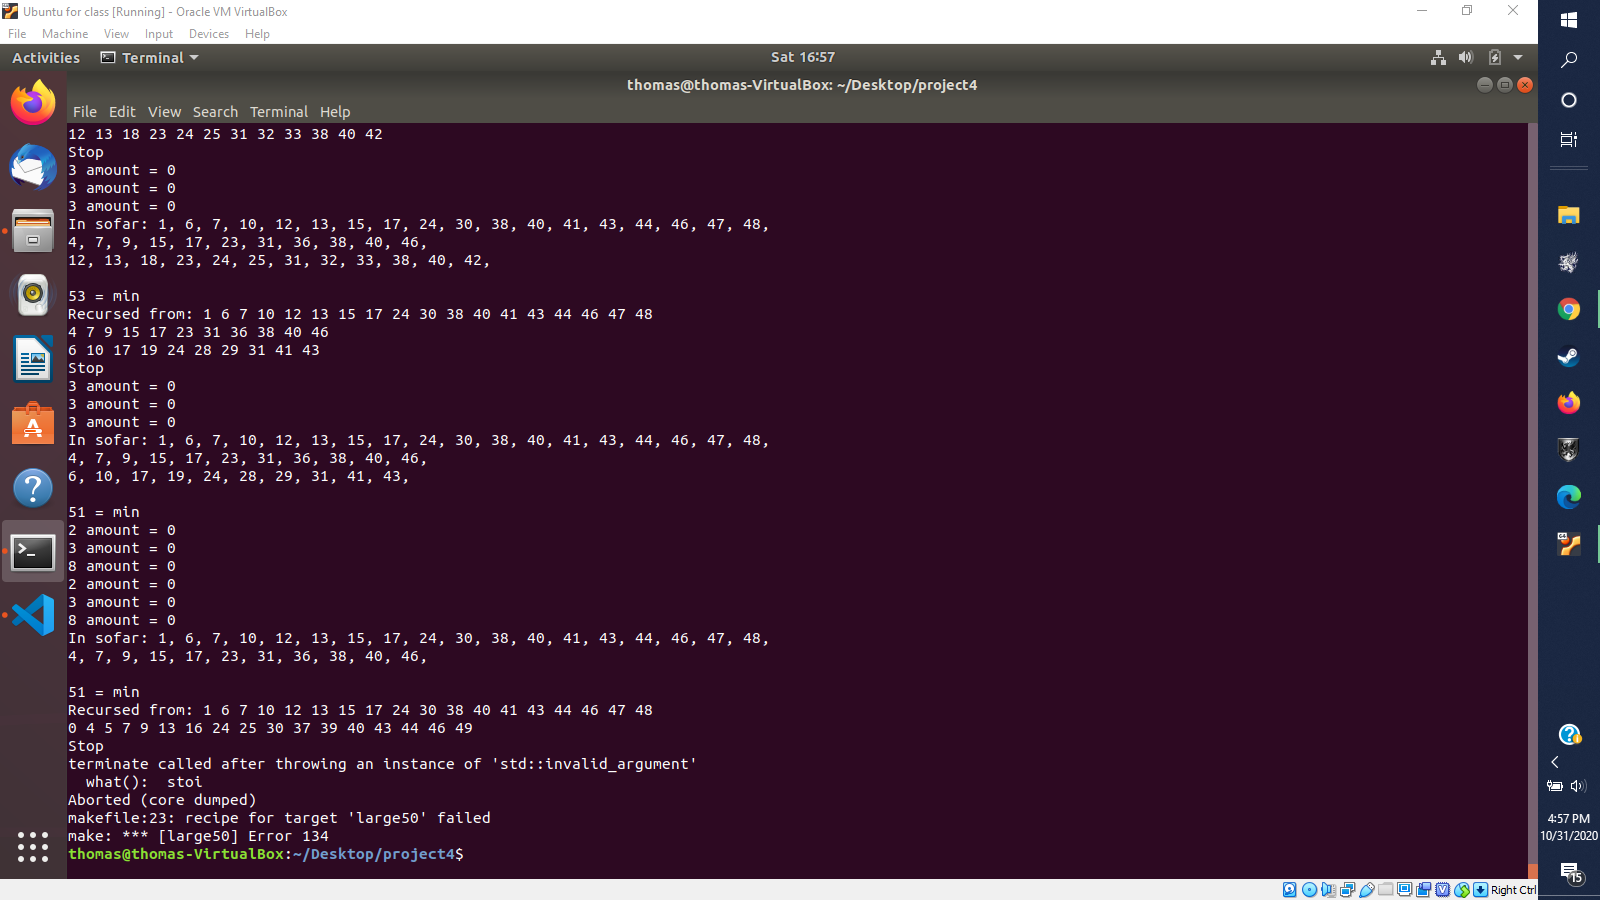 Ubuntu for class [Running] - Oracle VM VirtualBox
File Machine View Input Devices Help
Activities Terminal Sat 16:57
thomas@thomas-VirtualBox: ~/Desktop/project4
File Edit View Search Terminal Help
12 13 18 23 24 25 31 32 33 38 40 42
Stop
3 amount = 0
3 amount = 0
3 amount = 0
In sofar: 1, 6, 7, 10, 12, 13, 15, 17, 24, 30, 38, 40, 41, 43, 44, 46, 47, 48,
4, 7, 9, 15, 17, 23, 31, 36, 38, 40, 46,
12, 13, 18, 23, 24, 25, 31, 32, 33, 38, 40, 42,
53 = min
Recursed from: 1 6 7 10 12 13 15 17 24 30 38 40 41 43 44 46 47 48
4 7 9 15 17 23 31 36 38 40 46
6 10 17 19 24 28 29 31 41 43
Stop
3 amount = 0
3 amount = 0
3 amount = 0
In sofar: 1, 6, 7, 10, 12, 13, 15, 17, 24, 30, 38, 40, 41, 43, 44, 46, 47, 48,
4, 7, 9, 15, 17, 23, 31, 36, 38, 40, 46,
6, 10, 17, 19, 24, 28, 29, 31, 41, 43,
51 = min
2 amount = 0
3 amount = 0
8 amount = 0
2 amount = 0
3 amount = 0
8 amount = 0
In sofar: 1, 6, 7, 10, 12, 13, 15, 17, 24, 30, 38, 40, 41, 43, 44, 46, 47, 48,
4, 7, 9, 15, 17, 23, 31, 36, 38, 40, 46,
51 = min
Recursed from: 1 6 7 10 12 13 15 17 24 30 38 40 41 43 44 46 47 48
0 4 5 7 9 13 16 24 25 30 37 39 40 43 44 46 49
Stop
terminate called after throwing an instance of 'std::invalid_argument'
what(): stoi
Aborted (core dumped)
makefile:23: recipe for target 'large50' failed
make: *** [large50] Error 134
thomas@thomas-VirtualBox:~/Desktop/project4$
4:57 PM
10/31/2020
15
Right Ctrl